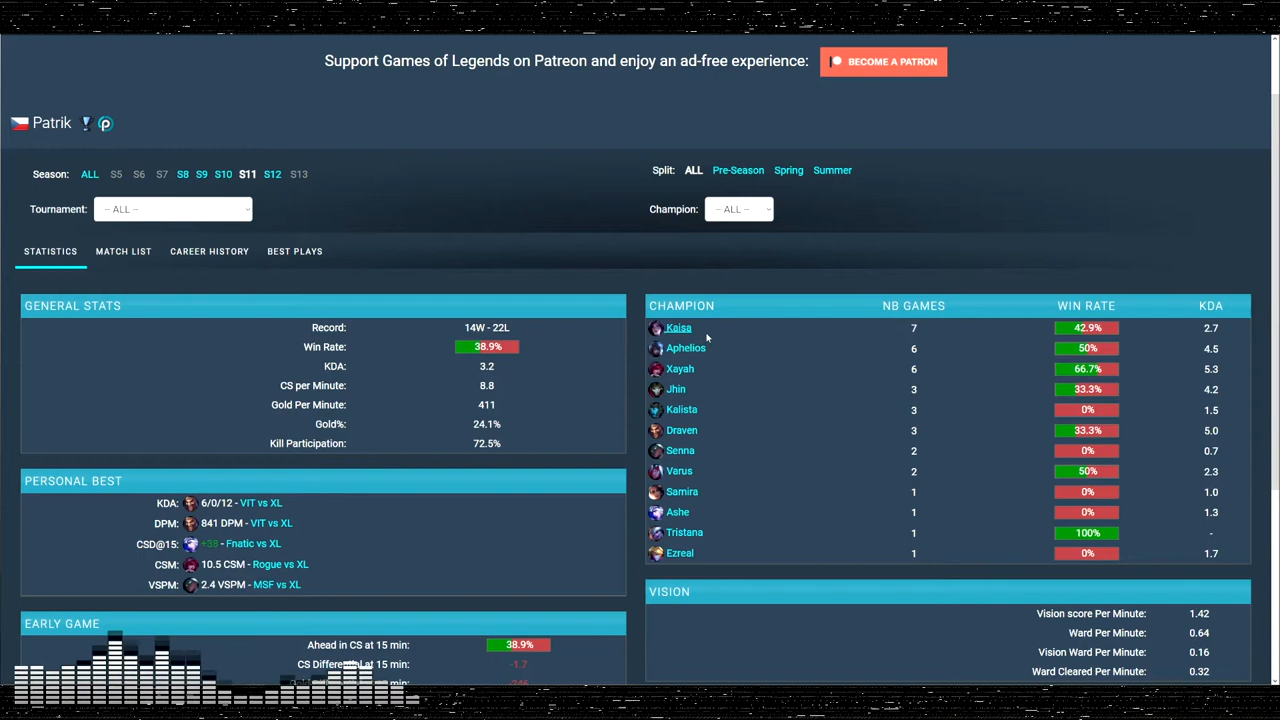 Support Games of Legends on Patreon and enjoy an ad-free experience: BECOME A PATRON
Patrik
Season: ALL S5 S6 S7 S8 S9 S10 S11 S12 S13
Split: ALL Pre-Season Spring Summer
Tournament: -- ALL --
Champion: -- ALL --
STATISTICS MATCH LIST CAREER HISTORY BEST PLAYS
GENERAL STATS
Record: 14W - 22L
Win Rate: 38.9%
KDA: 3.2
CS per Minute: 8.8
Gold Per Minute: 411
Gold%: 24.1%
Kill Participation: 72.5%
PERSONAL BEST
KDA: 6/0/12 - VIT vs XL
DPM: 841 DPM - VIT vs XL
CSD@15: +38 - Fnatic vs XL
CSM: 10.5 CSM - Rogue vs XL
VSPM: 2.4 VSPM - MSF vs XL
EARLY GAME
Ahead in CS at 15 min: 38.9%
CS Differential at 15 min: -1.7
min: -246
CHAMPION NB GAMES WIN RATE KDA
Kaisa 7 42.9% 2.7
Aphelios 6 50% 4.5
Xayah 6 66.7% 5.3
Jhin 3 33.3% 4.2
Kalista 3 0% 1.5
Draven 3 33.3% 5.0
Senna 2 0% 0.7
Varus 2 50% 2.3
Samira 1 0% 1.0
Ashe 1 0% 1.3
Tristana 1 100% -
Ezreal 1 0% 1.7
VISION
Vision score Per Minute: 1.42
Ward Per Minute: 0.64
Vision Ward Per Minute: 0.16
Ward Cleared Per Minute: 0.32